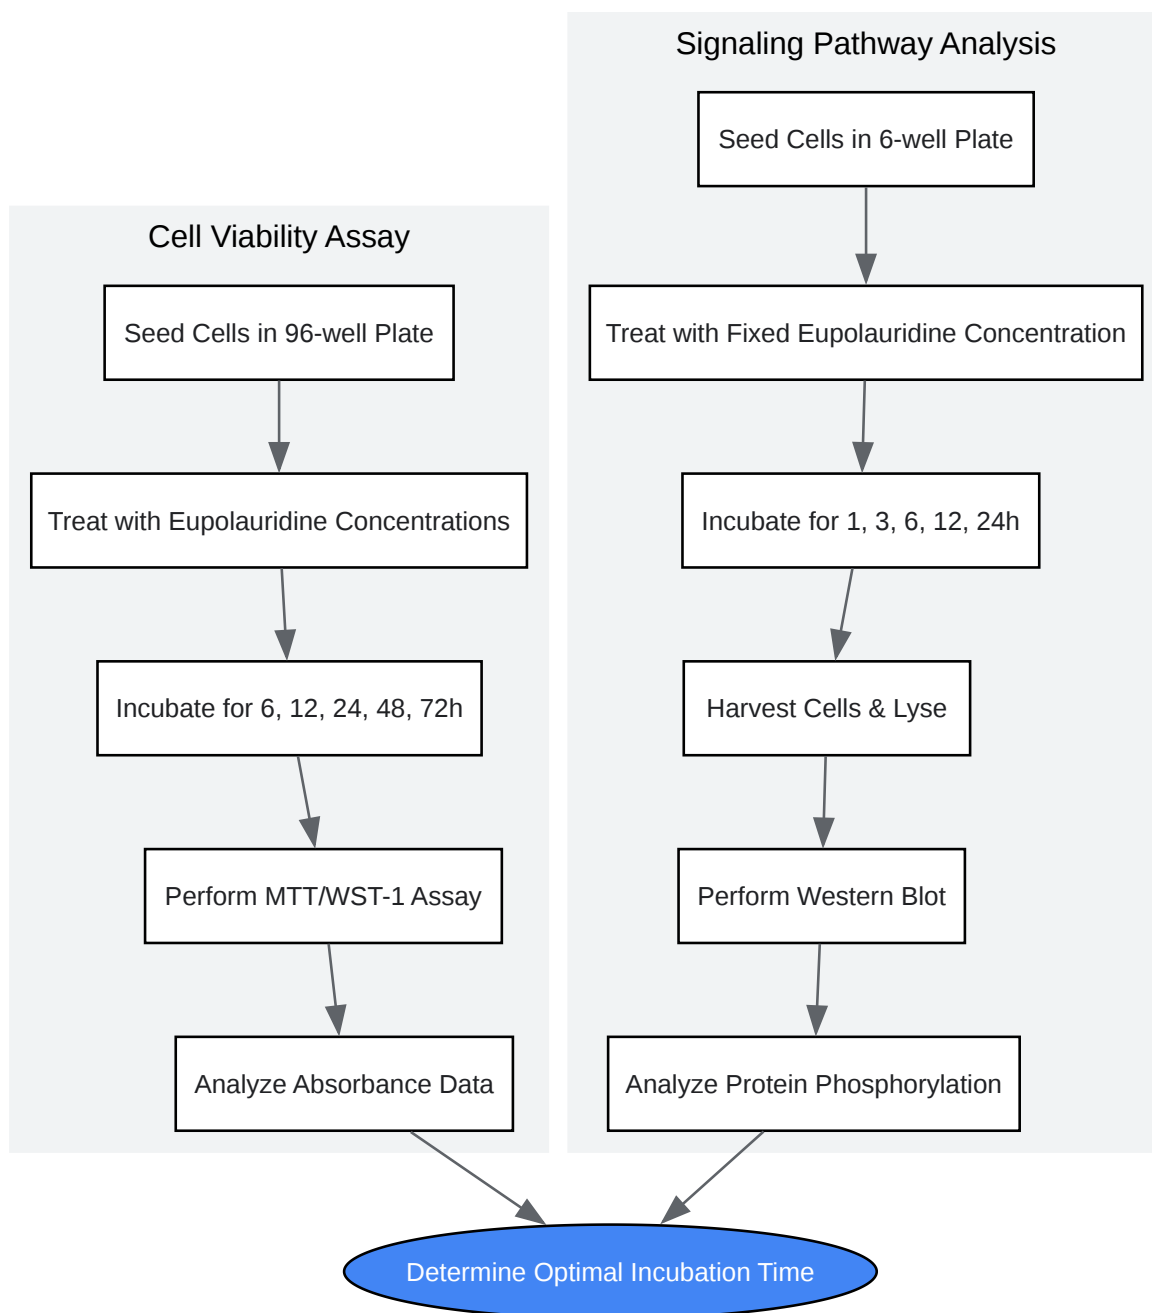 Cell Viability Assay
Seed Cells in 96-well Plate
Treat with Eupolauridine Concentrations
Incubate for 6, 12, 24, 48, 72h
Perform MTT/WST-1 Assay
Analyze Absorbance Data
Signaling Pathway Analysis
Seed Cells in 6-well Plate
Treat with Fixed Eupolauridine Concentration
Incubate for 1, 3, 6, 12, 24h
Harvest Cells & Lyse
Perform Western Blot
Analyze Protein Phosphorylation
Determine Optimal Incubation Time